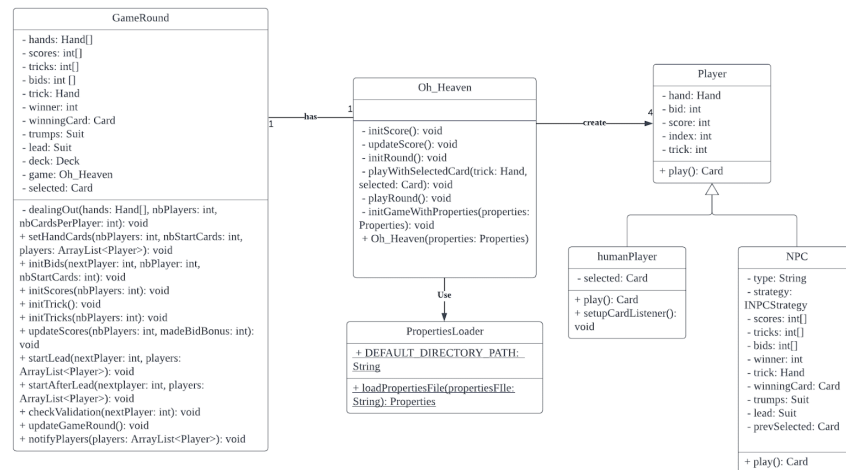 GameRound
- hands: Hand[]
- scores: int[]
- tricks: int[]
- bids: int []
- trick: Hand
- winner: int
- winningCard: Card
- trumps: Suit
- lead: Suit
- deck: Deck
- game: Oh_Heaven
- selected: Card
- dealingOut(hands: Hand[], nbPlayers: int,
nbCardsPerPlayer: int): void
+ setHandCards(nbPlayers: int, nbStartCards: int,
players: ArrayList<Player>): void
+ initBids(nextPlayer: int, nbPlayer: int,
nbStartCards: int): void
+ initScores(nbPlayers: int): void
+ initTrick(): void
+ initTricks(nbPlayers: int): void
+ updateScores(nbPlayers: int, madeBidBonus: int):
void
+ startLead(nextPlayer: int, players:
ArrayList<Player>): void
+ startAfterLead(nextplayer: int, players:
ArrayList<Player>): void
+ checkValidation(nextPlayer: int): void
+ updateGameRound(): void
+ notifyPlayers(players: ArrayList<Player>): void
1
has
1
Oh_Heaven
- initScore(): void
- updateScore(): void
- initRound(): void
- playWithSelectedCard(trick: Hand,
selected: Card): void
- playRound(): void
- initGameWithProperties(properties:
Properties): void
+ Oh_Heaven(properties: Properties)
Use
PropertiesLoader
+ DEFAULT_DIRECTORY_PATH:
String
+ loadPropertiesFile(propertiesFIle:
String): Properties
create
4
Player
- hand: Hand
- bid: int
- score: int
- index: int
- trick: int
+ play(): Card
humanPlayer
- selected: Card
+ play(): Card
+ setupCardListener():
void
NPC
- type: String
- strategy:
INPCStrategy
- scores: int[]
- tricks: int[]
- bids: int[]
- winner: int
- trick: Hand
- winningCard: Card
- trumps: Suit
- lead: Suit
- prevSelected: Card
+ play(): Card